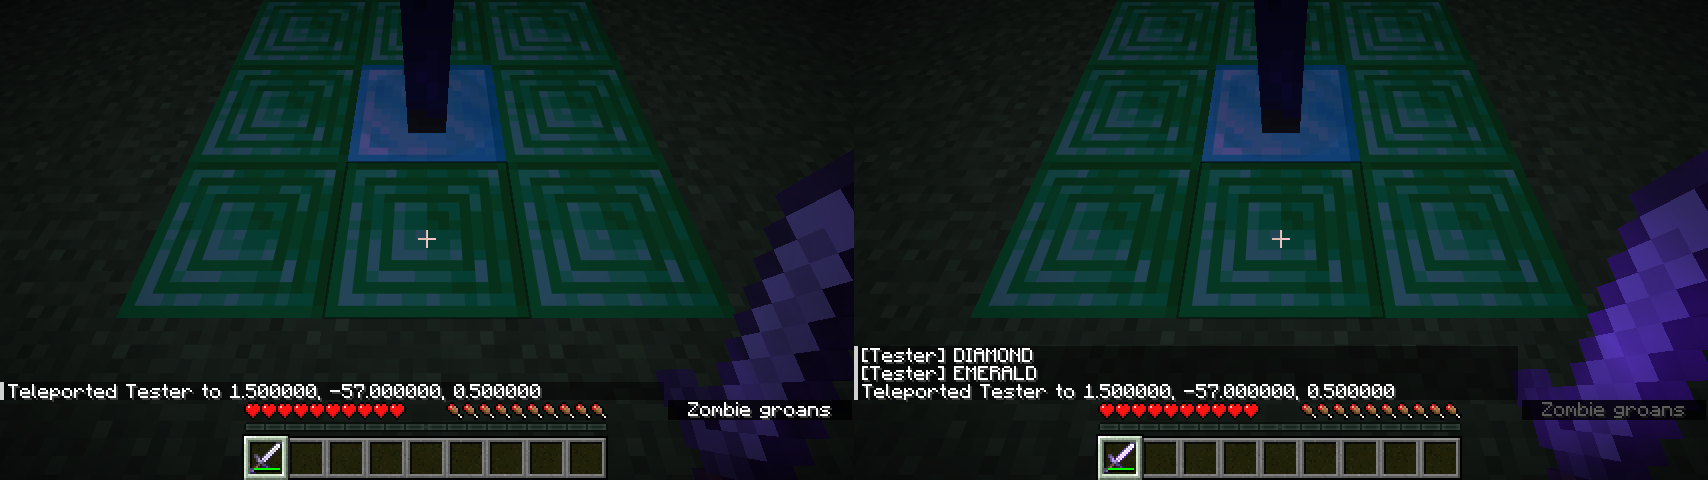 Teleported Tester to 1.500000, -57.000000, 0.500000
Zombie groans
[Tester] DIAMOND
[Tester] EMERALD
Teleported Tester to 1.500000, -57.000000, 0.500000
Zombie groans